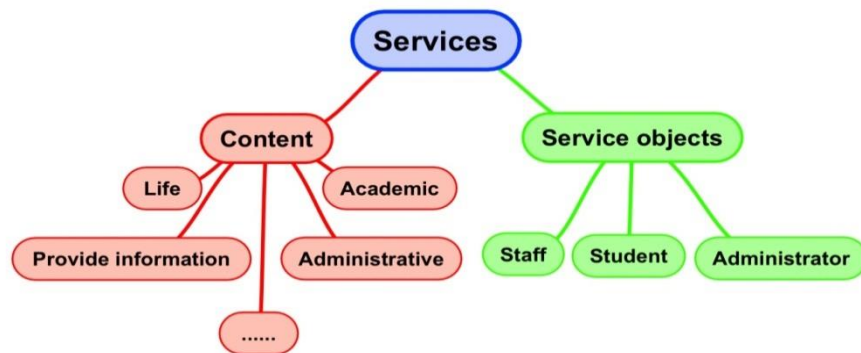 Services
Content
Service objects
Life
Academic
Provide information
Administrative
Staff
Student
Administrator
......